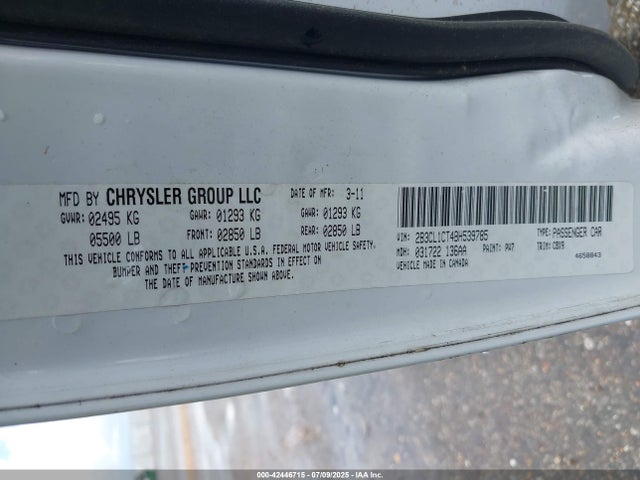 MFD BY CHRYSLER GROUP LLC DATE OF MFR: 3-11
GVWR: 02495 KG GAWR: 01293 KG GAWR: 01293 KG
05500 LB FRONT: 02850 LB REAR: 02850 LB
THIS VEHICLE CONFORMS TO ALL APPLICABLE U.S.A. FEDERAL MOTOR VEHICLE SAFETY,
BUMPER AND THEFT PREVENTION STANDARDS IN EFFECT ON
THE DATE OF MANUFACTURE SHOWN ABOVE.
VIN: 2B3CL1CT4BH539785 TYPE: PASSENGER CAR
MDH: 031722 136AA PAINT: PW7 TRIM: CBX9
VEHICLE MADE IN CANADA 4658843
000-42446715 - 07/09/2025 - IAA Inc.